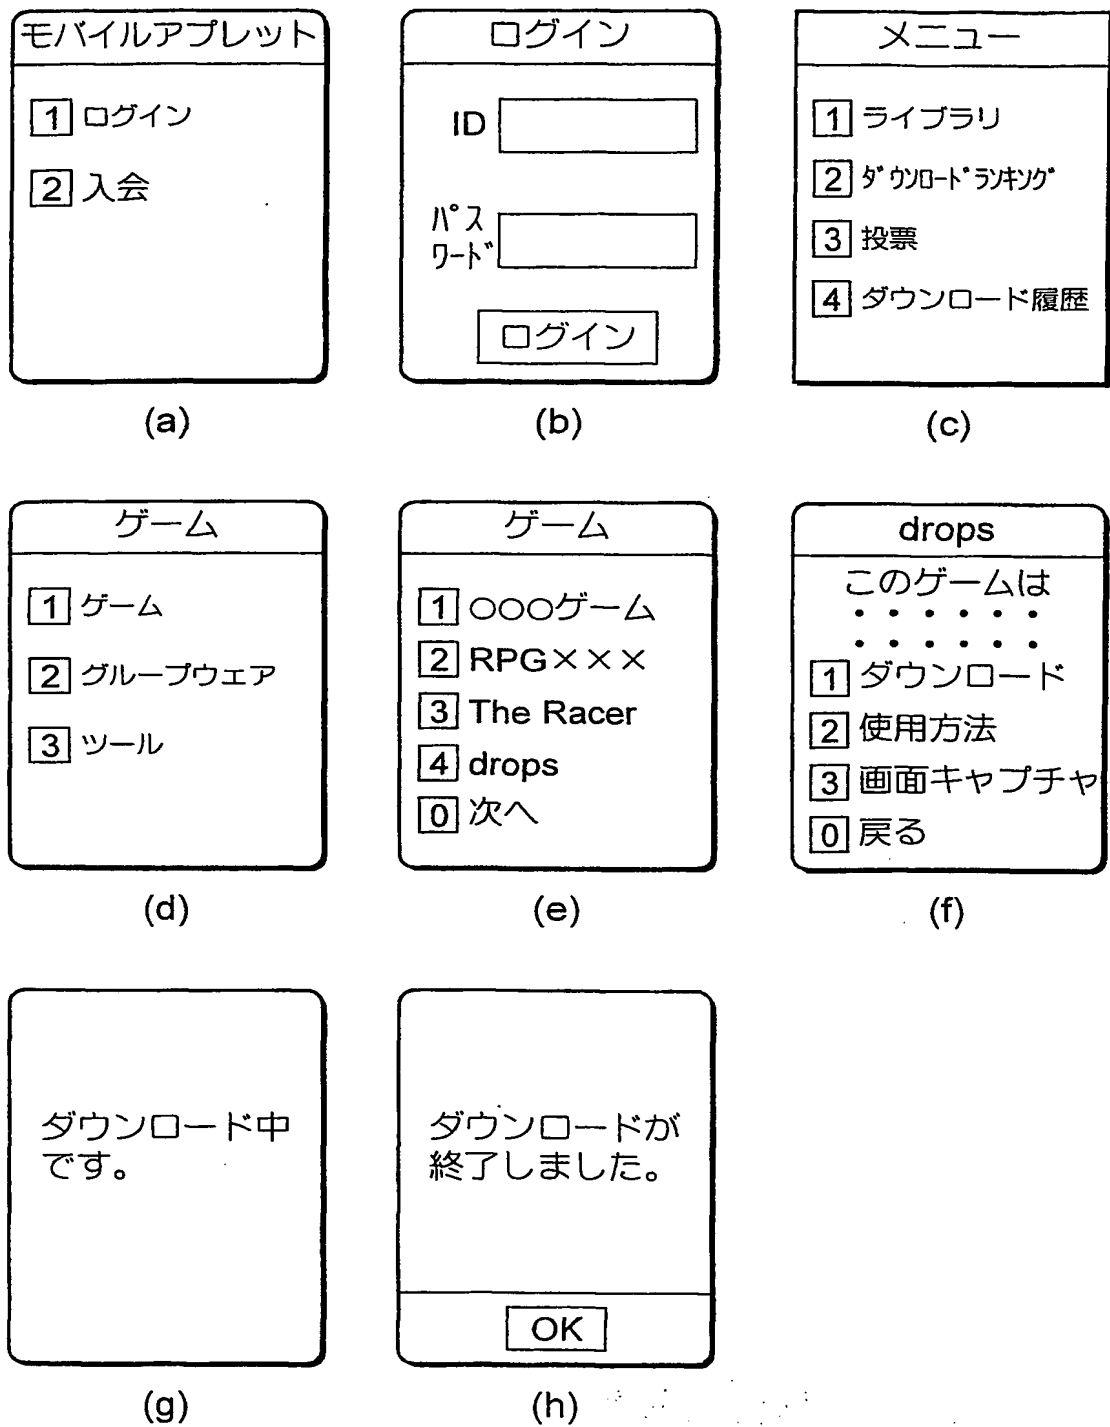 モバイルアプレット
1 ログイン
2 入会
(a)
ログイン
ID
パス
ワード
ログイン
(b)
メニュー
1 ライブラリ
2 ダウンロードランキング
3 投票
4 ダウンロード履歴
(c)
ゲーム
1 ゲーム
2 グループウェア
3 ツール
(d)
ゲーム
1 ○○○ゲーム
2 RPG×××
3 The Racer
4 drops
0 次へ
(e)
drops
このゲームは
・・・・・・
・・・・・・
1 ダウンロード
2 使用方法
3 画面キャプチャ
0 戻る
(f)
ダウンロード中
です。
(g)
ダウンロードが
終了しました。
OK
(h)